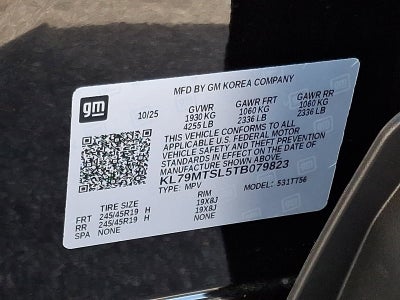 gm
MFD BY GM KOREA COMPANY
10/25 GVWR GAWR FRT GAWR RR
1930 KG 1060 KG 1060 KG
4255 LB 2336 LB 2336 LB
THIS VEHICLE CONFORMS TO ALL
APPLICABLE U.S. FEDERAL MOTOR
VEHICLE SAFETY AND THEFT PREVENTION
STANDARDS IN EFFECT ON THE DATE OF
MANUFACTURE SHOWN ABOVE.
KL79MTSL5TB079823
TYPE: MPV MODEL: 531TT56
TIRE SIZE RIM
FRT 245/45R19 H 19X8J
RR 245/45R19 H 19X8J
SPA NONE NONE